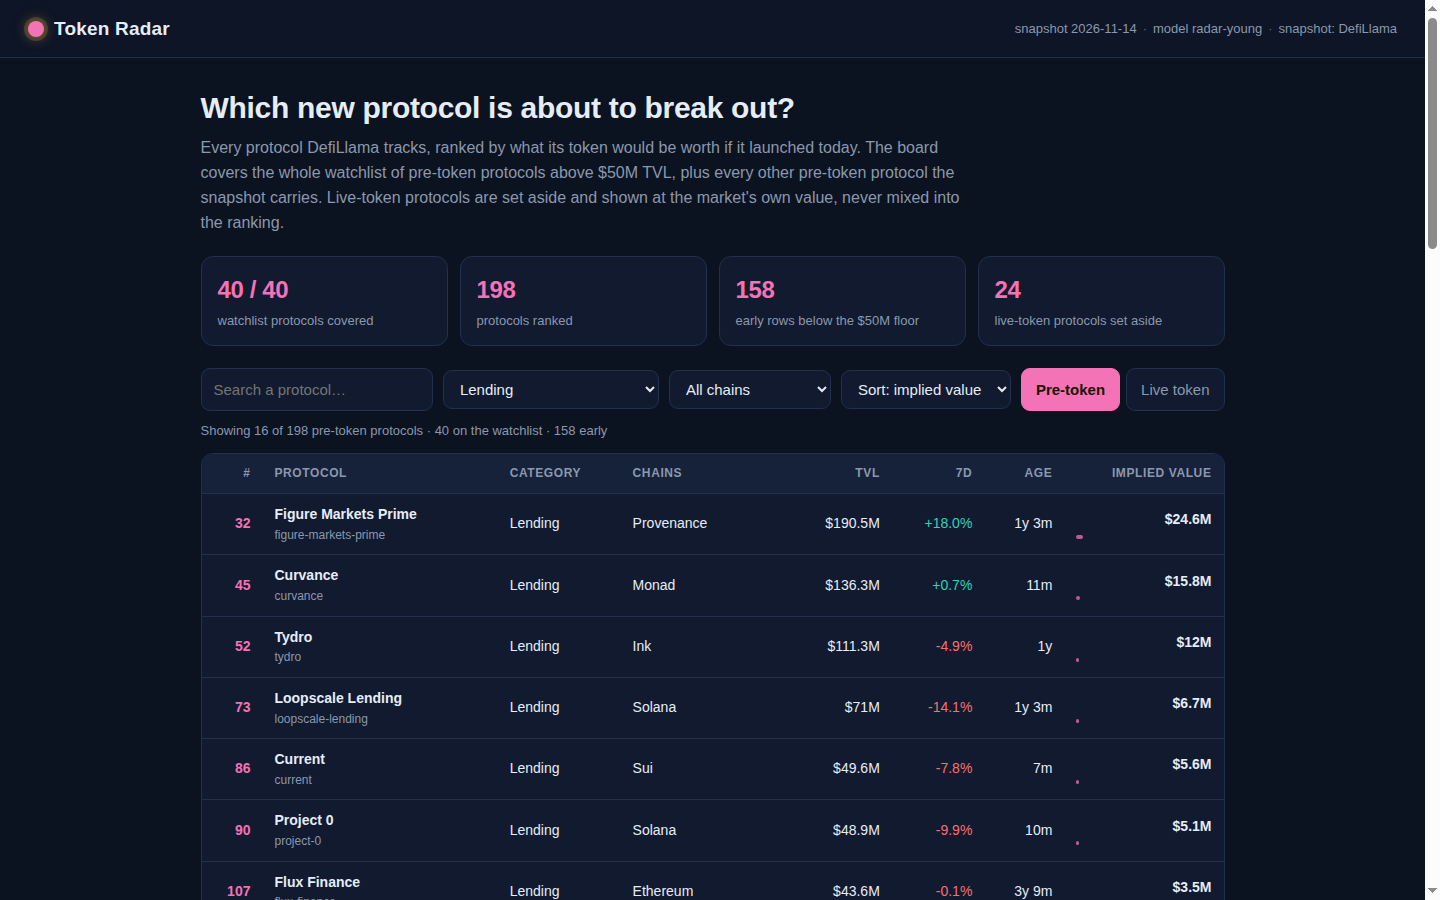 Token Radar
snapshot 2026-11-14 · model radar-young · snapshot: DefiLlama
Which new protocol is about to break out?
Every protocol DefiLlama tracks, ranked by what its token would be worth if it launched today. The board
covers the whole watchlist of pre-token protocols above $50M TVL, plus every other pre-token protocol the
snapshot carries. Live-token protocols are set aside and shown at the market's own value, never mixed into
the ranking.
40 / 40
watchlist protocols covered
198
protocols ranked
158
early rows below the $50M floor
24
live-token protocols set aside
Search a protocol…
Lending
All chains
Sort: implied value
Pre-token
Live token
Showing 16 of 198 pre-token protocols · 40 on the watchlist · 158 early
# PROTOCOL CATEGORY CHAINS TVL 7D AGE IMPLIED VALUE
32 Figure Markets Prime Lending Provenance $190.5M +18.0% 1y 3m $24.6M
figure-markets-prime
45 Curvance Lending Monad $136.3M +0.7% 11m $15.8M
curvance
52 Tydro Lending Ink $111.3M -4.9% 1y $12M
tydro
73 Loopscale Lending Lending Solana $71M -14.1% 1y 3m $6.7M
loopscale-lending
86 Current Lending Sui $49.6M -7.8% 7m $5.6M
current
90 Project 0 Lending Solana $48.9M -9.9% 10m $5.1M
project-0
107 Flux Finance Lending Ethereum $43.6M -0.1% 3y 9m $3.5M